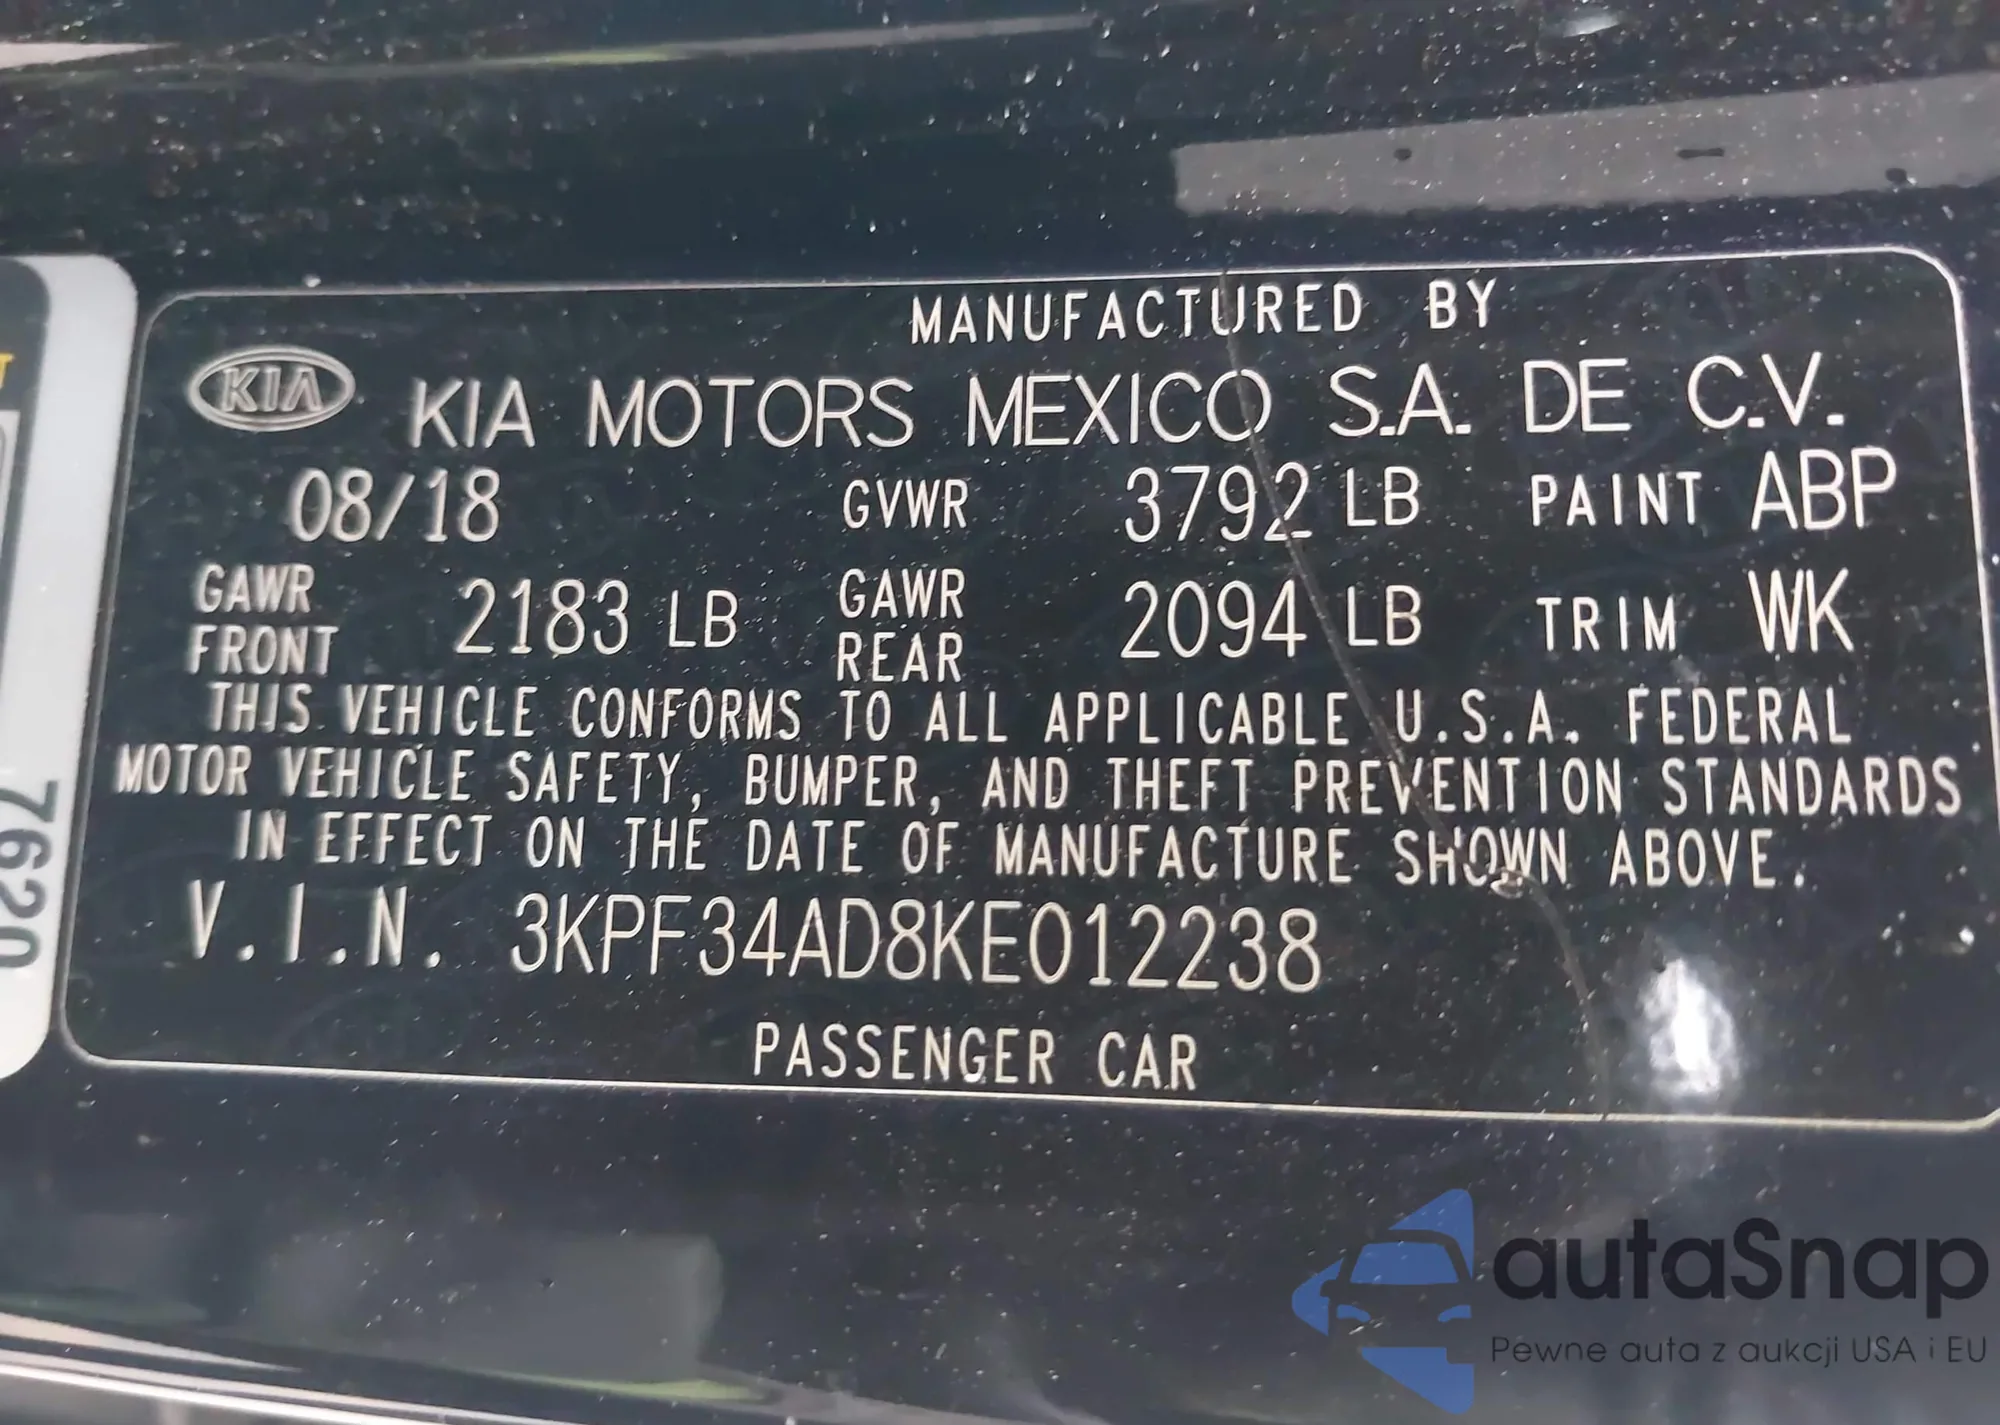 MANUFACTURED BY
KIA KIA MOTORS MEXICO S.A. DE C.V.
08/18 GVWR 3792 LB PAINT ABP
GAWR FRONT 2183 LB GAWR REAR 2094 LB TRIM WK
THIS VEHICLE CONFORMS TO ALL APPLICABLE U.S.A. FEDERAL
MOTOR VEHICLE SAFETY, BUMPER, AND THEFT PREVENTION STANDARDS
IN EFFECT ON THE DATE OF MANUFACTURE SHOWN ABOVE.
V.I.N. 3KPF34AD8KE012238
PASSENGER CAR
7620
autaSnap
Pewne auta z aukcji USA i EU